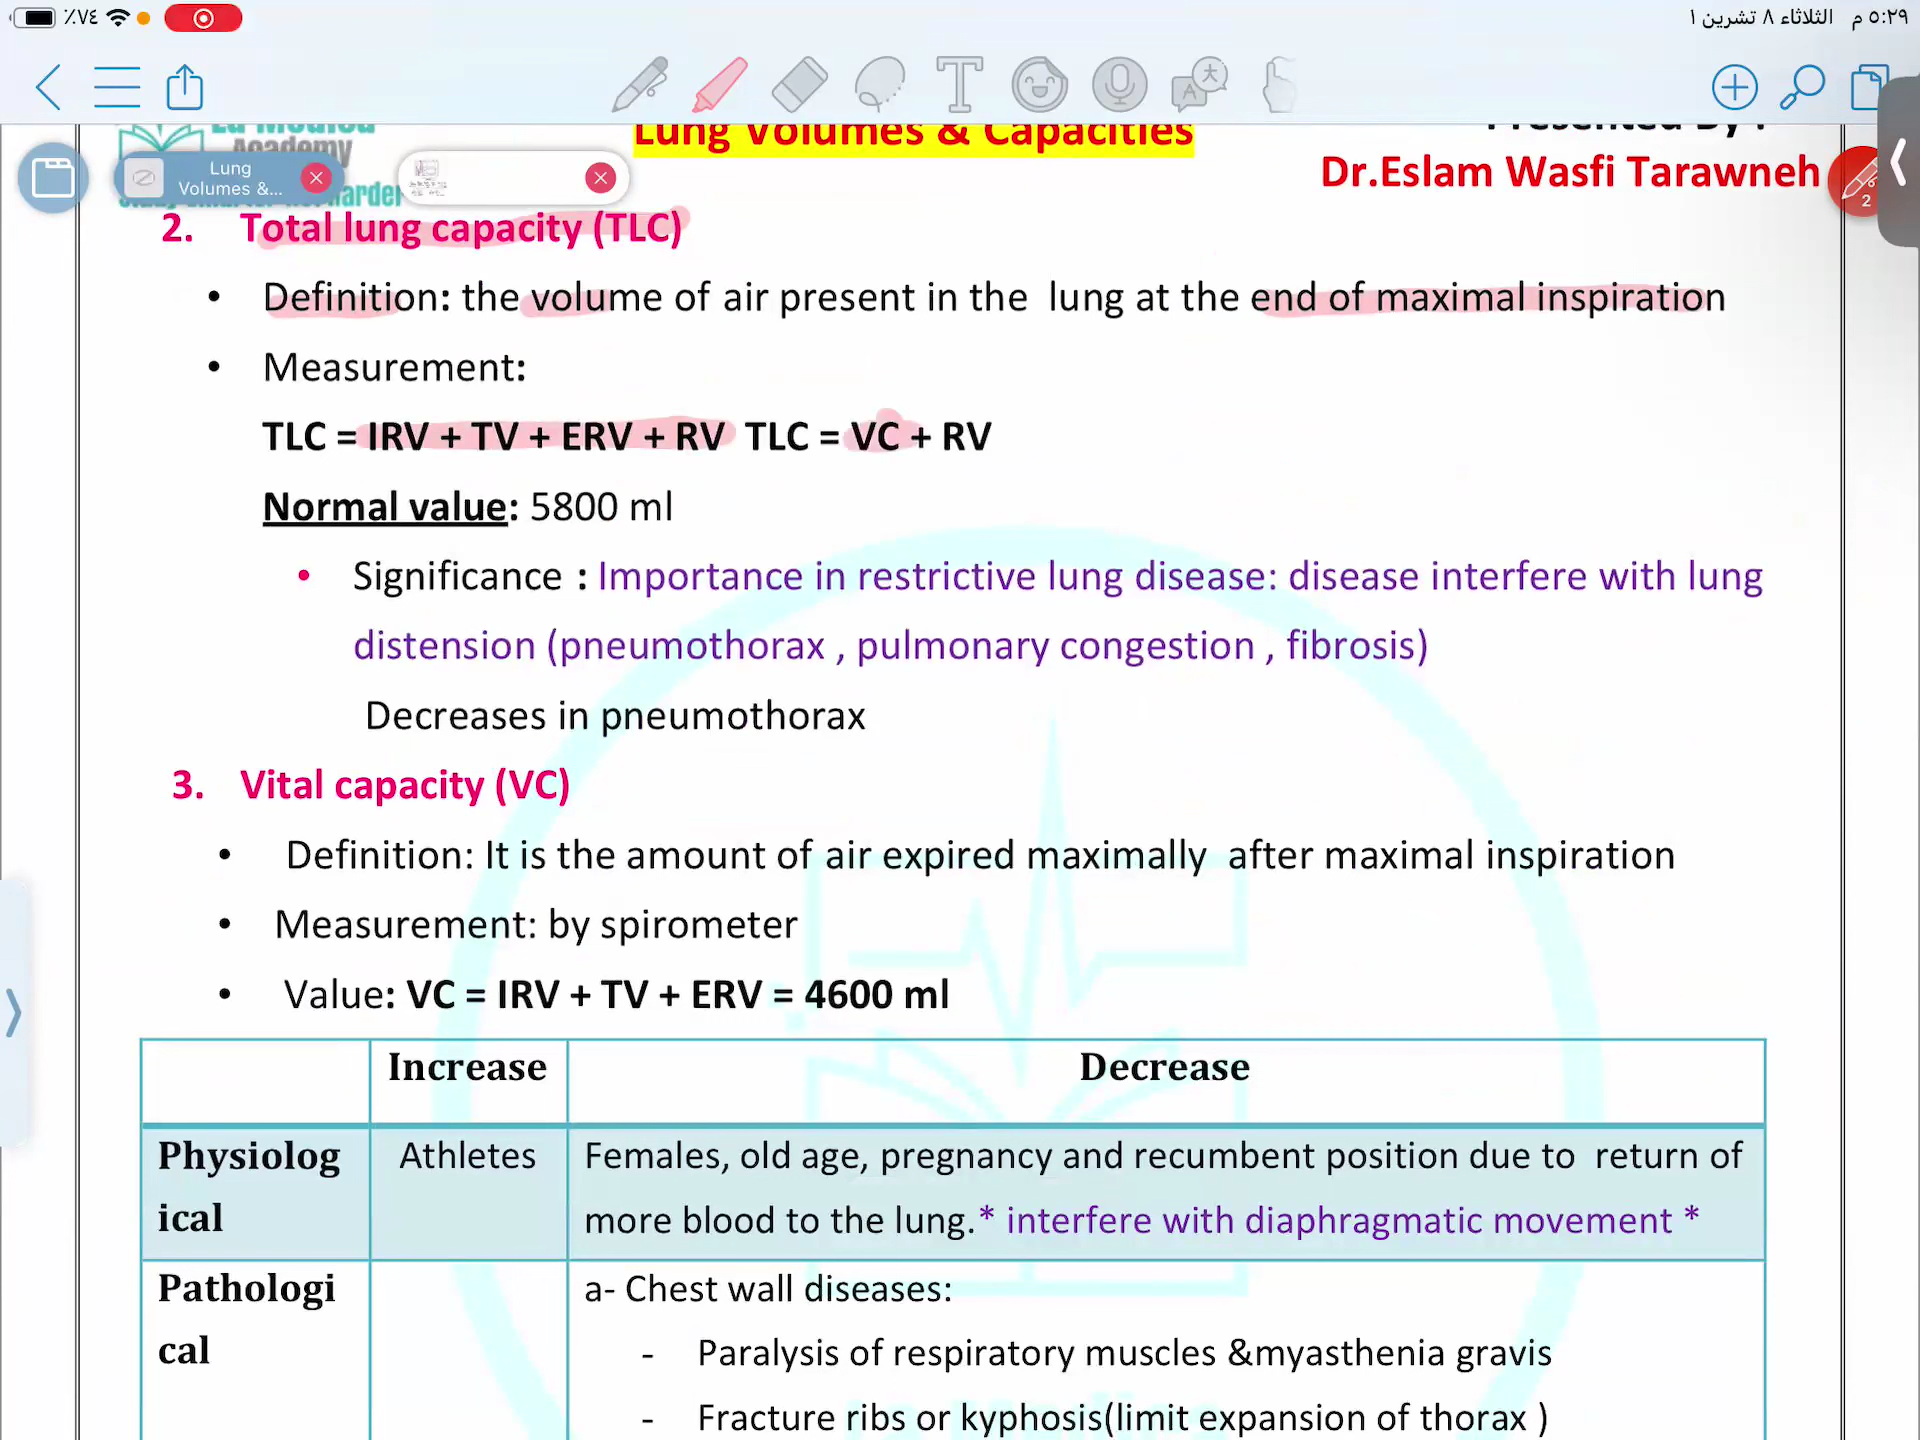 ٪٧٤
٥:٢٩ م الثلاثاء ٨ تشرين ١
Lung Volumes & Capacities
Presented By :
Academy
Dr.Eslam Wasfi Tarawneh
Lung
Volumes &...
harder
2
2. Total lung capacity (TLC)
• Definition: the volume of air present in the lung at the end of maximal inspiration
• Measurement:
TLC = IRV + TV + ERV + RV TLC = VC + RV
Normal value: 5800 ml
• Significance : Importance in restrictive lung disease: disease interfere with lung
distension (pneumothorax , pulmonary congestion , fibrosis)
Decreases in pneumothorax
3. Vital capacity (VC)
• Definition: It is the amount of air expired maximally after maximal inspiration
• Measurement: by spirometer
• Value: VC = IRV + TV + ERV = 4600 ml
Increase Decrease
Physiolog
ical
Athletes
Females, old age, pregnancy and recumbent position due to return of
more blood to the lung.* interfere with diaphragmatic movement *
Pathologi
cal
a- Chest wall diseases:
- Paralysis of respiratory muscles &myasthenia gravis
- Fracture ribs or kyphosis(limit expansion of thorax )